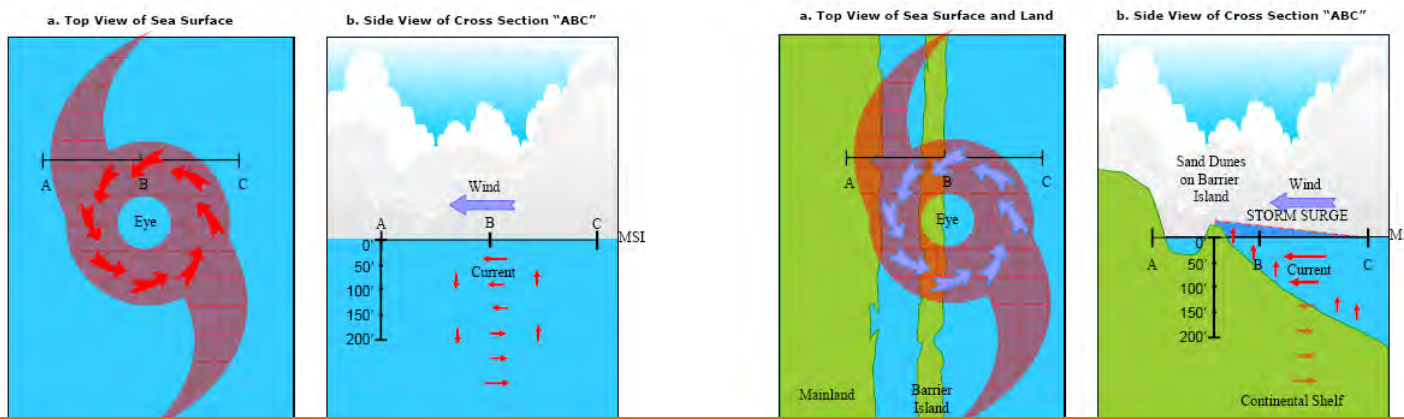 a. Top View of Sea Surface
A
B
C
Eye
b. Side View of Cross Section “ABC”
Wind
A
B
C
MSI
0'
50'
100'
150'
200'
Current
a. Top View of Sea Surface and Land
A
B
C
Eye
Mainland
Barrier
Island
b. Side View of Cross Section “ABC”
Sand Dunes
on Barrier
Island
Wind
STORM SURGE
A
B
C
0'
50'
100'
150'
200'
Current
Continental Shelf